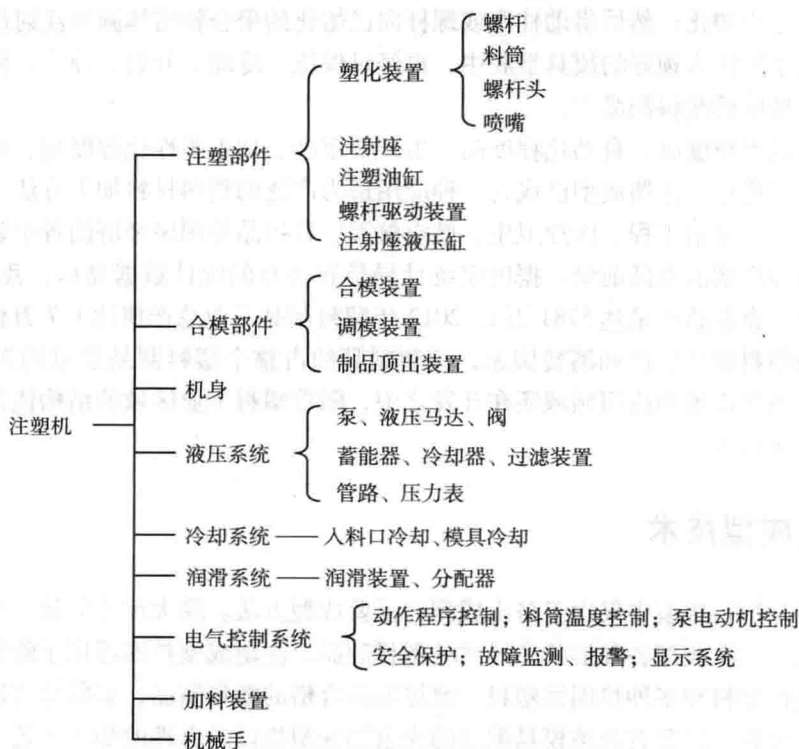 螺杆
料筒
塑化装置
螺杆头
喷嘴
注塑部件
注射座
注塑油缸
螺杆驱动装置
注射座液压缸
合模装置
合模部件
调模装置
制品顶出装置
机身
注塑机
泵、液压马达、阀
液压系统
蓄能器、冷却器、过滤装置
管路、压力表
冷却系统
入料口冷却、模具冷却
润滑系统
润滑装置、分配器
电气控制系统
动作程序控制；料筒温度控制；泵电动机控制
安全保护；故障监测、报警；显示系统
加料装置
机械手